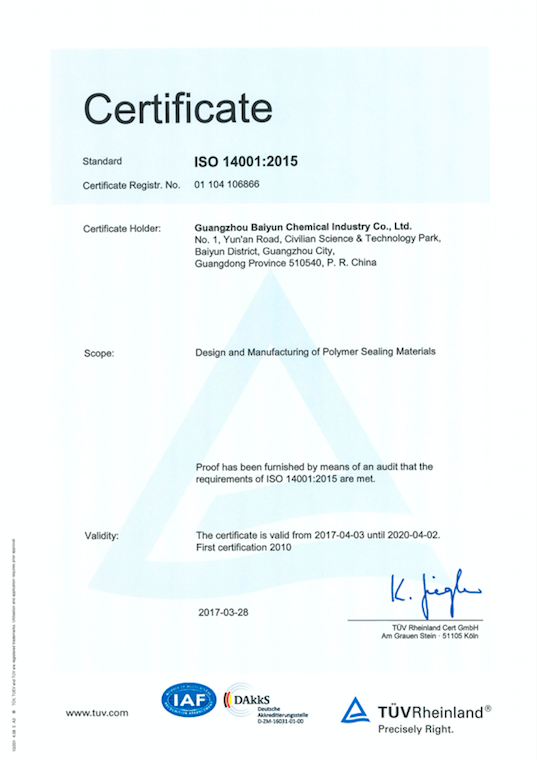 Certificate
Standard ISO 14001:2015
Certificate Registr. No. 01 104 106866
Certificate Holder: Guangzhou Baiyun Chemical Industry Co., Ltd.
No. 1, Yun'an Road, Civilian Science & Technology Park,
Baiyun District, Guangzhou City,
Guangdong Province 510540, P. R. China
Scope: Design and Manufacturing of Polymer Sealing Materials
Proof has been furnished by means of an audit that the
requirements of ISO 14001:2015 are met.
Validity: The certificate is valid from 2017-04-03 until 2020-04-02.
First certification 2010
2017-03-28
TÜV Rheinland Cert GmbH
Am Grauen Stein · 51105 Köln
www.tuv.com
IAF
DAkkS
Deutsche
Akkreditierungsstelle
D-ZM-16031-01-00
TÜVRheinland®
Precisely Right.